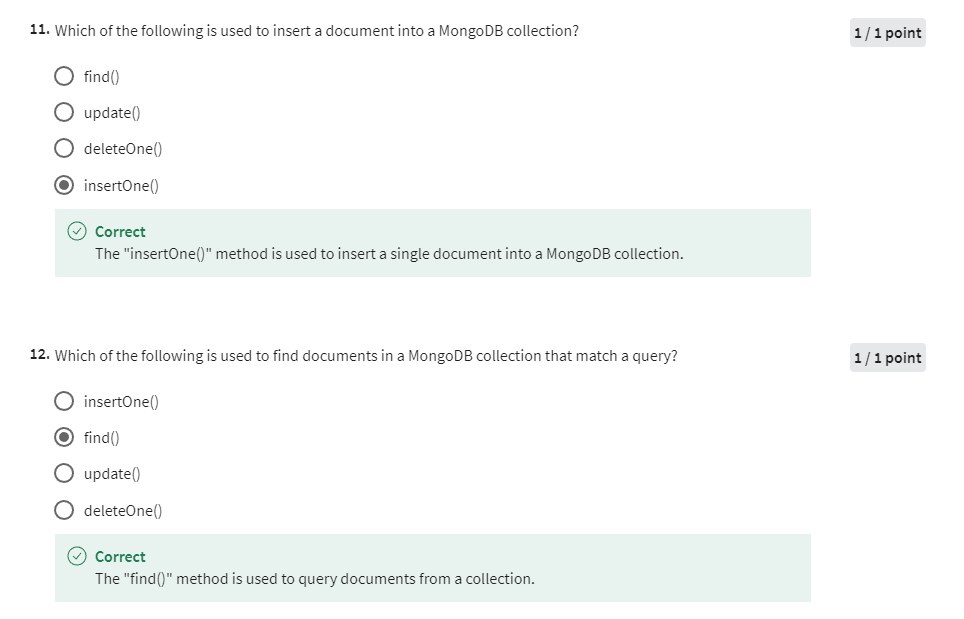 11. Which of the following is used to insert a document into a MongoDB collection?
1 / 1 point
find()
update()
deleteOne()
insertOne()
Correct
The "insertOne()" method is used to insert a single document into a MongoDB collection.
12. Which of the following is used to find documents in a MongoDB collection that match a query?
1 / 1 point
insertOne()
find()
update()
deleteOne()
Correct
The "find()" method is used to query documents from a collection.